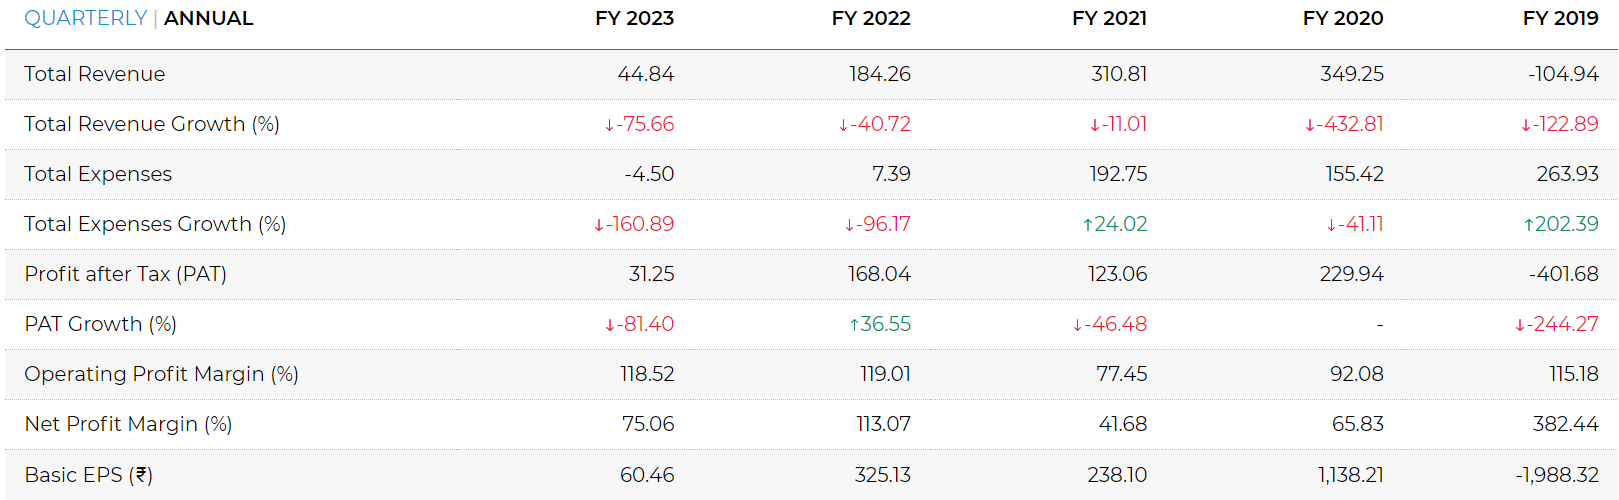 QUARTERLY | ANNUAL FY 2023 FY 2022 FY 2021 FY 2020 FY 2019
Total Revenue 44.84 184.26 310.81 349.25 -104.94
Total Revenue Growth (%) ↓-75.66 ↓-40.72 ↓-11.01 ↓-432.81 ↓-122.89
Total Expenses -4.50 7.39 192.75 155.42 263.93
Total Expenses Growth (%) ↓-160.89 ↓-96.17 ↑24.02 ↓-41.11 ↑202.39
Profit after Tax (PAT) 31.25 168.04 123.06 229.94 -401.68
PAT Growth (%) ↓-81.40 ↑36.55 ↓-46.48 - ↓-244.27
Operating Profit Margin (%) 118.52 119.01 77.45 92.08 115.18
Net Profit Margin (%) 75.06 113.07 41.68 65.83 382.44
Basic EPS (₹) 60.46 325.13 238.10 1,138.21 -1,988.32